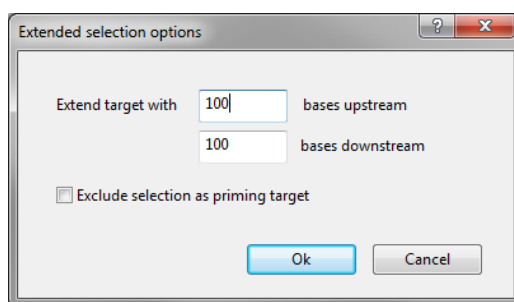 Extended selection options
Extend target with 100 bases upstream
100 bases downstream
Exclude selection as priming target
Ok Cancel